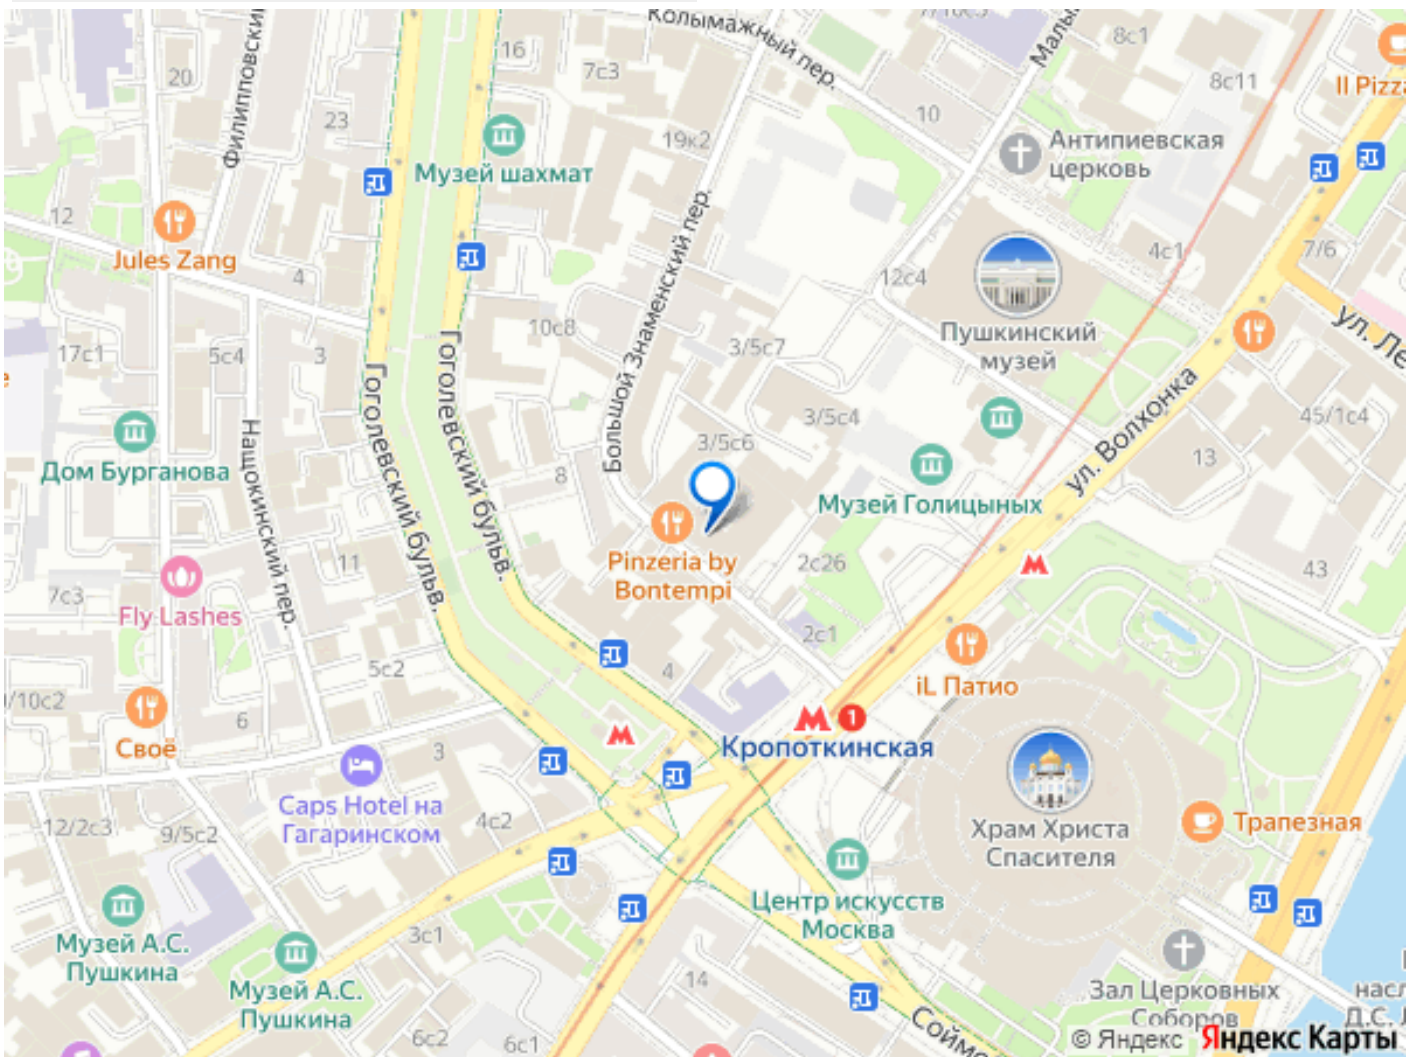 Колымажный пер.
8с1
16
7с3
20
8с11
Il Pizza
Филипповский
23
10
19к2
Антипиевская
церковь
Музей шахмат
12
Jules Zang
4
Большой Знаменский пер.
12с4
4с1
7/6
Пушкинский
музей
ул. Ле
10с8
17с1
5с4
3
3/5с7
Гоголевский бульв.
Гоголевский бульв.
ул. Волхонка
45/1с4
3/5с4
3/5с6
Нащокинский пер.
Дом Бурганова
8
13
Музей Голицыных
11
Pinzeria by
Bontempi
2с26
43
7с3
Fly Lashes
2с1
5с2
4
iL Патио
6
Своё
3
1
Кропоткинская
Caps Hotel на
Гагаринском
4с2
12/2с3
9/5с2
Храм Христа
Спасителя
Трапезная
Центр искусств
Москва
3с1
Музей А.С.
Пушкина
Музей А.С.
Пушкина
14
Зал Церковных
Соборов
6с2
6с1
© Яндекс Яндекс Карты